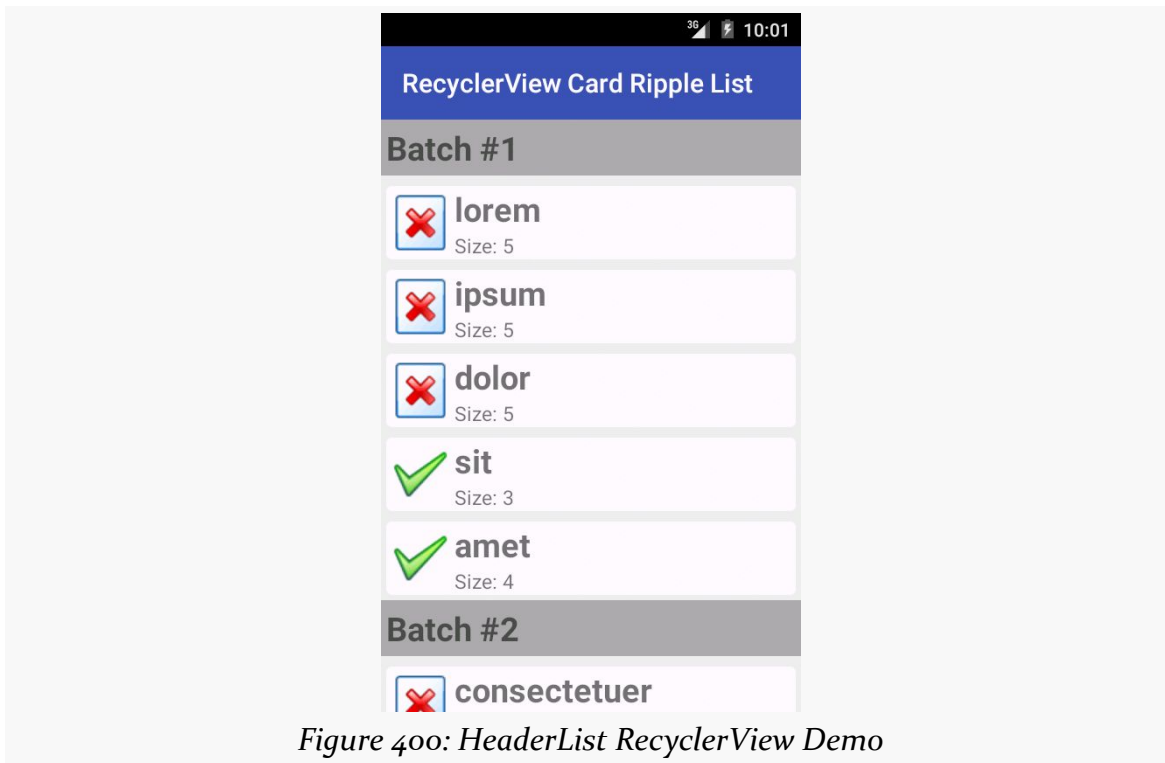 3G 10:01
RecyclerView Card Ripple List
Batch #1
lorem
Size: 5
ipsum
Size: 5
dolor
Size: 5
sit
Size: 3
amet
Size: 4
Batch #2
consectetuer
Figure 400: HeaderList RecyclerView Demo